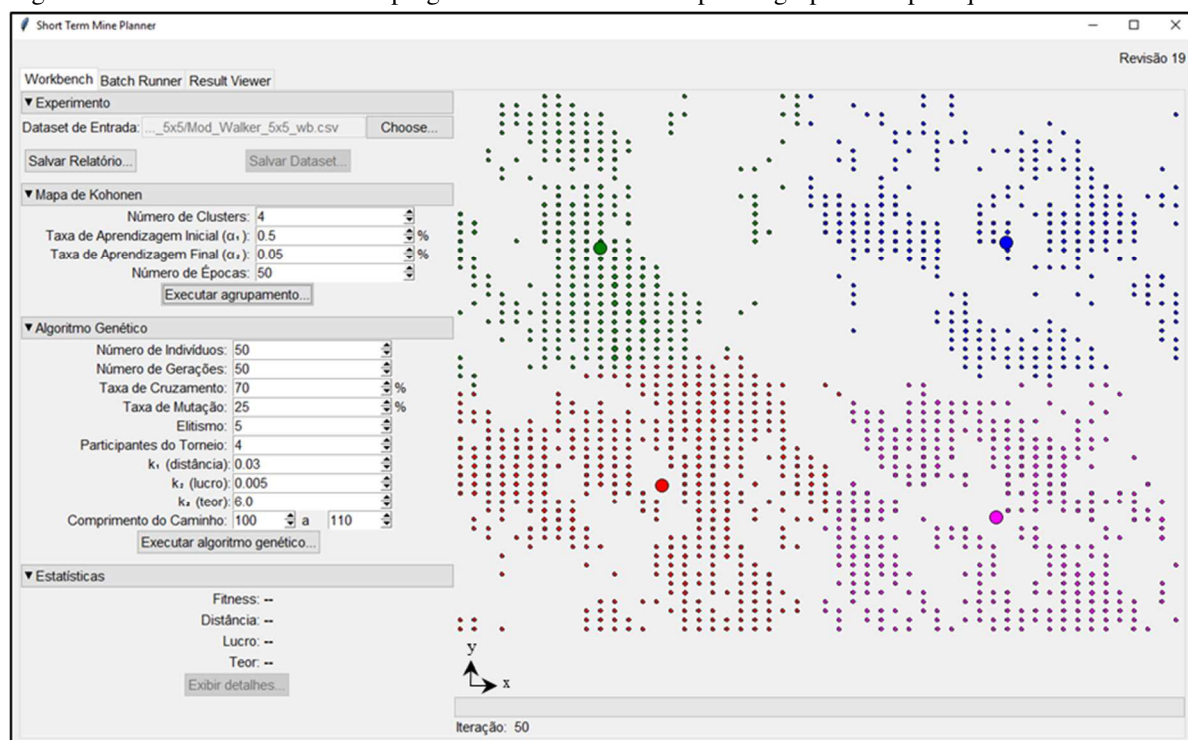 Short Term Mine Planner
Revisão 19
Workbench Batch Runner Result Viewer
▼ Experimento
Dataset de Entrada: ..._5x5/Mod_Walker_5x5_wb.csv Choose...
Salvar Relatório... Salvar Dataset...
▼ Mapa de Kohonen
Número de Clusters: 4
Taxa de Aprendizagem Inicial (α₁): 0.5 %
Taxa de Aprendizagem Final (α₂): 0.05 %
Número de Épocas: 50
Executar agrupamento...
▼ Algoritmo Genético
Número de Indivíduos: 50
Número de Gerações: 50
Taxa de Cruzamento: 70 %
Taxa de Mutação: 25 %
Elitismo: 5
Participantes do Torneio: 4
k₁ (distância): 0.03
k₂ (lucro): 0.005
k₃ (teor): 6.0
Comprimento do Caminho: 100 a 110
Executar algoritmo genético...
▼ Estatísticas
Fitness: --
Distância: --
Lucro: --
Teor: --
Exibir detalhes...
y
x
Iteração: 50